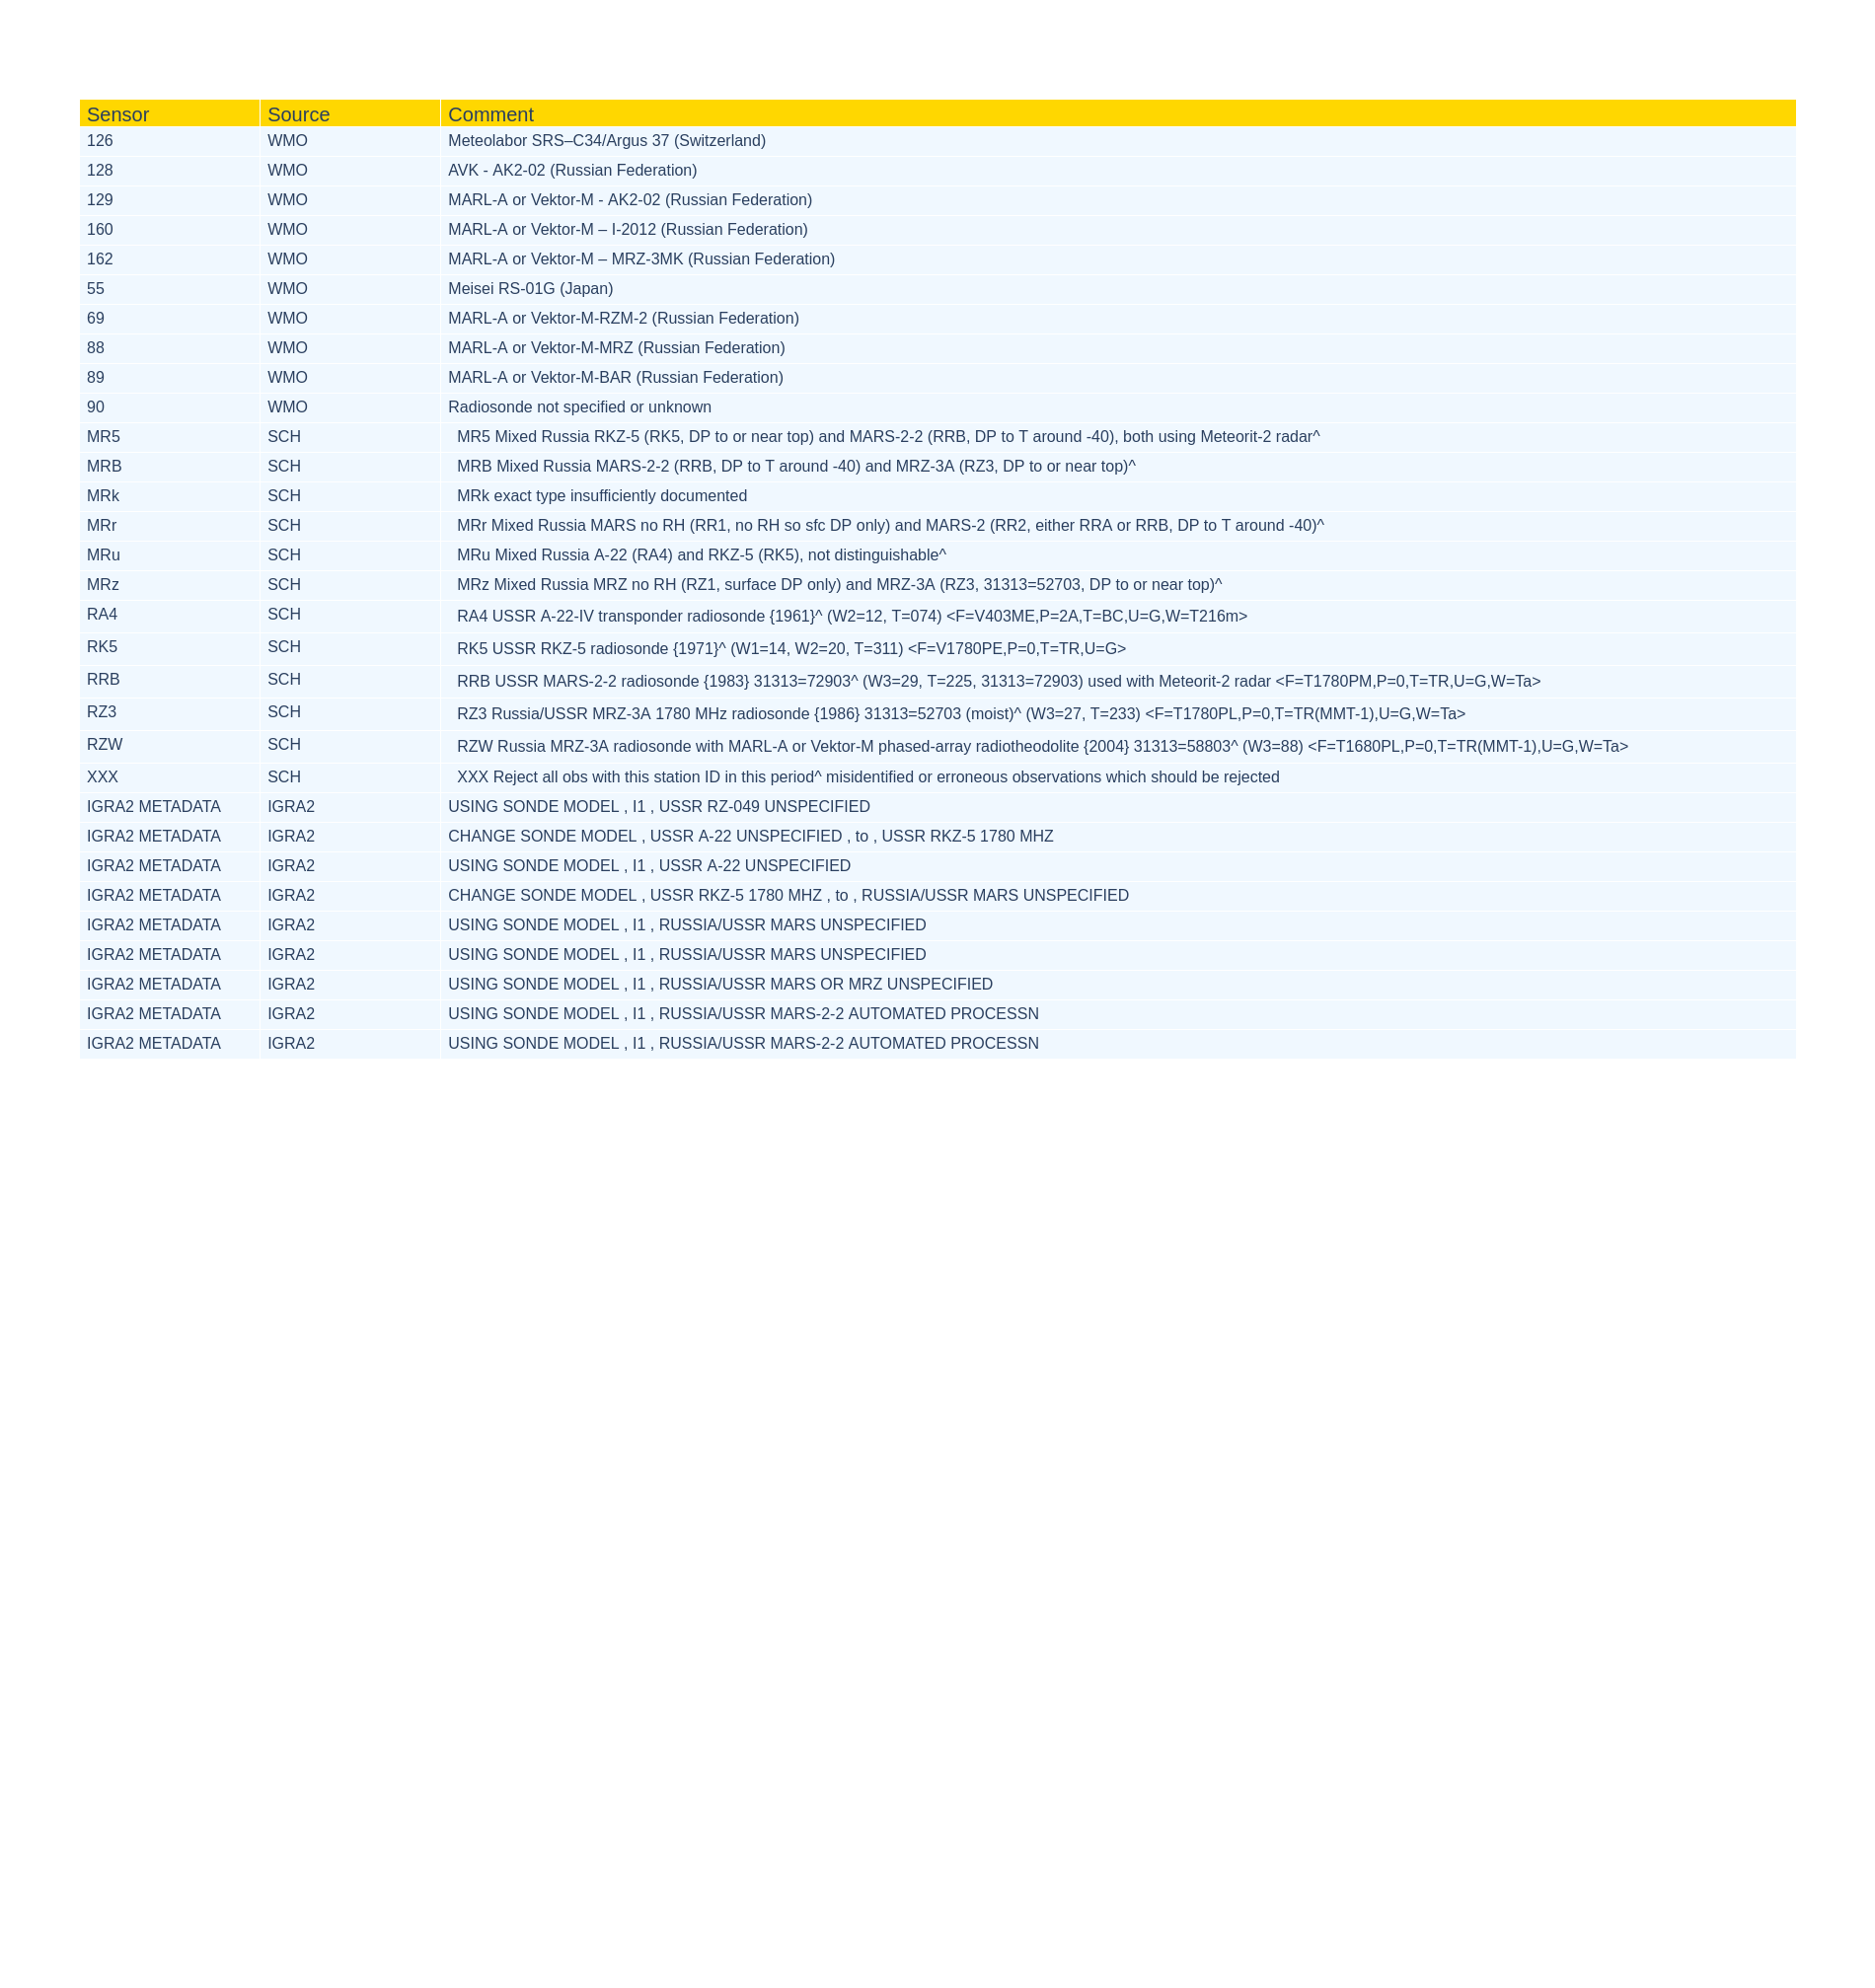 Sensor Source Comment
126 WMO Meteolabor SRS–C34/Argus 37 (Switzerland)
128 WMO AVK - AK2-02 (Russian Federation)
129 WMO MARL-A or Vektor-M - AK2-02 (Russian Federation)
160 WMO MARL-A or Vektor-M – I-2012 (Russian Federation)
162 WMO MARL-A or Vektor-M – MRZ-3MK (Russian Federation)
55 WMO Meisei RS-01G (Japan)
69 WMO MARL-A or Vektor-M-RZM-2 (Russian Federation)
88 WMO MARL-A or Vektor-M-MRZ (Russian Federation)
89 WMO MARL-A or Vektor-M-BAR (Russian Federation)
90 WMO Radiosonde not specified or unknown
MR5 SCH MR5 Mixed Russia RKZ-5 (RK5, DP to or near top) and MARS-2-2 (RRB, DP to T around -40), both using Meteorit-2 radar^
MRB SCH MRB Mixed Russia MARS-2-2 (RRB, DP to T around -40) and MRZ-3A (RZ3, DP to or near top)^
MRk SCH MRk exact type insufficiently documented
MRr SCH MRr Mixed Russia MARS no RH (RR1, no RH so sfc DP only) and MARS-2 (RR2, either RRA or RRB, DP to T around -40)^
MRu SCH MRu Mixed Russia A-22 (RA4) and RKZ-5 (RK5), not distinguishable^
MRz SCH MRz Mixed Russia MRZ no RH (RZ1, surface DP only) and MRZ-3A (RZ3, 31313=52703, DP to or near top)^
RA4 SCH RA4 USSR A-22-IV transponder radiosonde {1961}^ (W2=12, T=074) <F=V403ME,P=2A,T=BC,U=G,W=T216m>
RK5 SCH RK5 USSR RKZ-5 radiosonde {1971}^ (W1=14, W2=20, T=311) <F=V1780PE,P=0,T=TR,U=G>
RRB SCH RRB USSR MARS-2-2 radiosonde {1983} 31313=72903^ (W3=29, T=225, 31313=72903) used with Meteorit-2 radar <F=T1780PM,P=0,T=TR,U=G,W=Ta>
RZ3 SCH RZ3 Russia/USSR MRZ-3A 1780 MHz radiosonde {1986} 31313=52703 (moist)^ (W3=27, T=233) <F=T1780PL,P=0,T=TR(MMT-1),U=G,W=Ta>
RZW SCH RZW Russia MRZ-3A radiosonde with MARL-A or Vektor-M phased-array radiotheodolite {2004} 31313=58803^ (W3=88) <F=T1680PL,P=0,T=TR(MMT-1),U=G,W=Ta>
XXX SCH XXX Reject all obs with this station ID in this period^ misidentified or erroneous observations which should be rejected
IGRA2 METADATA IGRA2 USING SONDE MODEL , I1 , USSR RZ-049 UNSPECIFIED
IGRA2 METADATA IGRA2 CHANGE SONDE MODEL , USSR A-22 UNSPECIFIED , to , USSR RKZ-5 1780 MHZ
IGRA2 METADATA IGRA2 USING SONDE MODEL , I1 , USSR A-22 UNSPECIFIED
IGRA2 METADATA IGRA2 CHANGE SONDE MODEL , USSR RKZ-5 1780 MHZ , to , RUSSIA/USSR MARS UNSPECIFIED
IGRA2 METADATA IGRA2 USING SONDE MODEL , I1 , RUSSIA/USSR MARS UNSPECIFIED
IGRA2 METADATA IGRA2 USING SONDE MODEL , I1 , RUSSIA/USSR MARS UNSPECIFIED
IGRA2 METADATA IGRA2 USING SONDE MODEL , I1 , RUSSIA/USSR MARS OR MRZ UNSPECIFIED
IGRA2 METADATA IGRA2 USING SONDE MODEL , I1 , RUSSIA/USSR MARS-2-2 AUTOMATED PROCESSN
IGRA2 METADATA IGRA2 USING SONDE MODEL , I1 , RUSSIA/USSR MARS-2-2 AUTOMATED PROCESSN